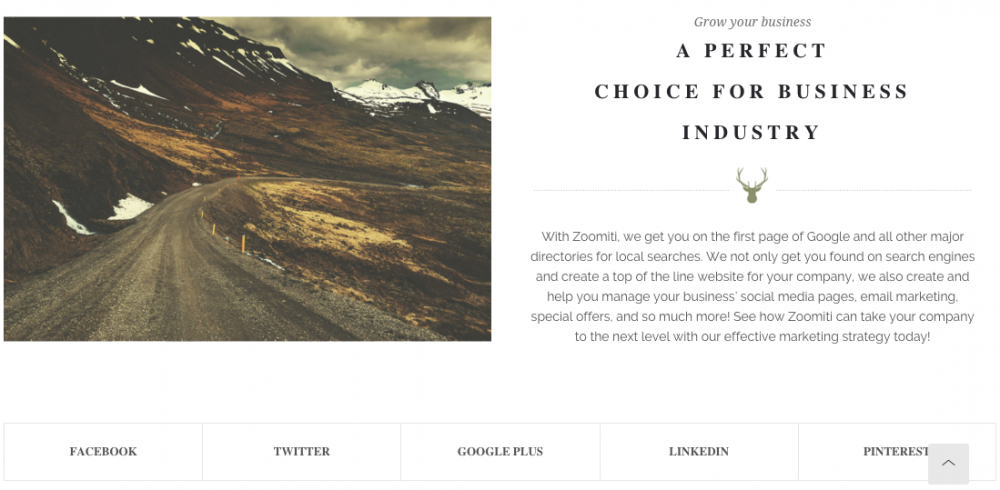 Grow your business
A PERFECT
CHOICE FOR BUSINESS
INDUSTRY
With Zoomiti, we get you on the first page of Google and all other major
directories for local searches. We not only get you found on search engines
and create a top of the line website for your company, we also create and
help you manage your business' social media pages, email marketing,
special offers, and so much more! See how Zoomiti can take your company
to the next level with our effective marketing strategy today!
FACEBOOK TWITTER GOOGLE PLUS LINKEDIN PINTEREST